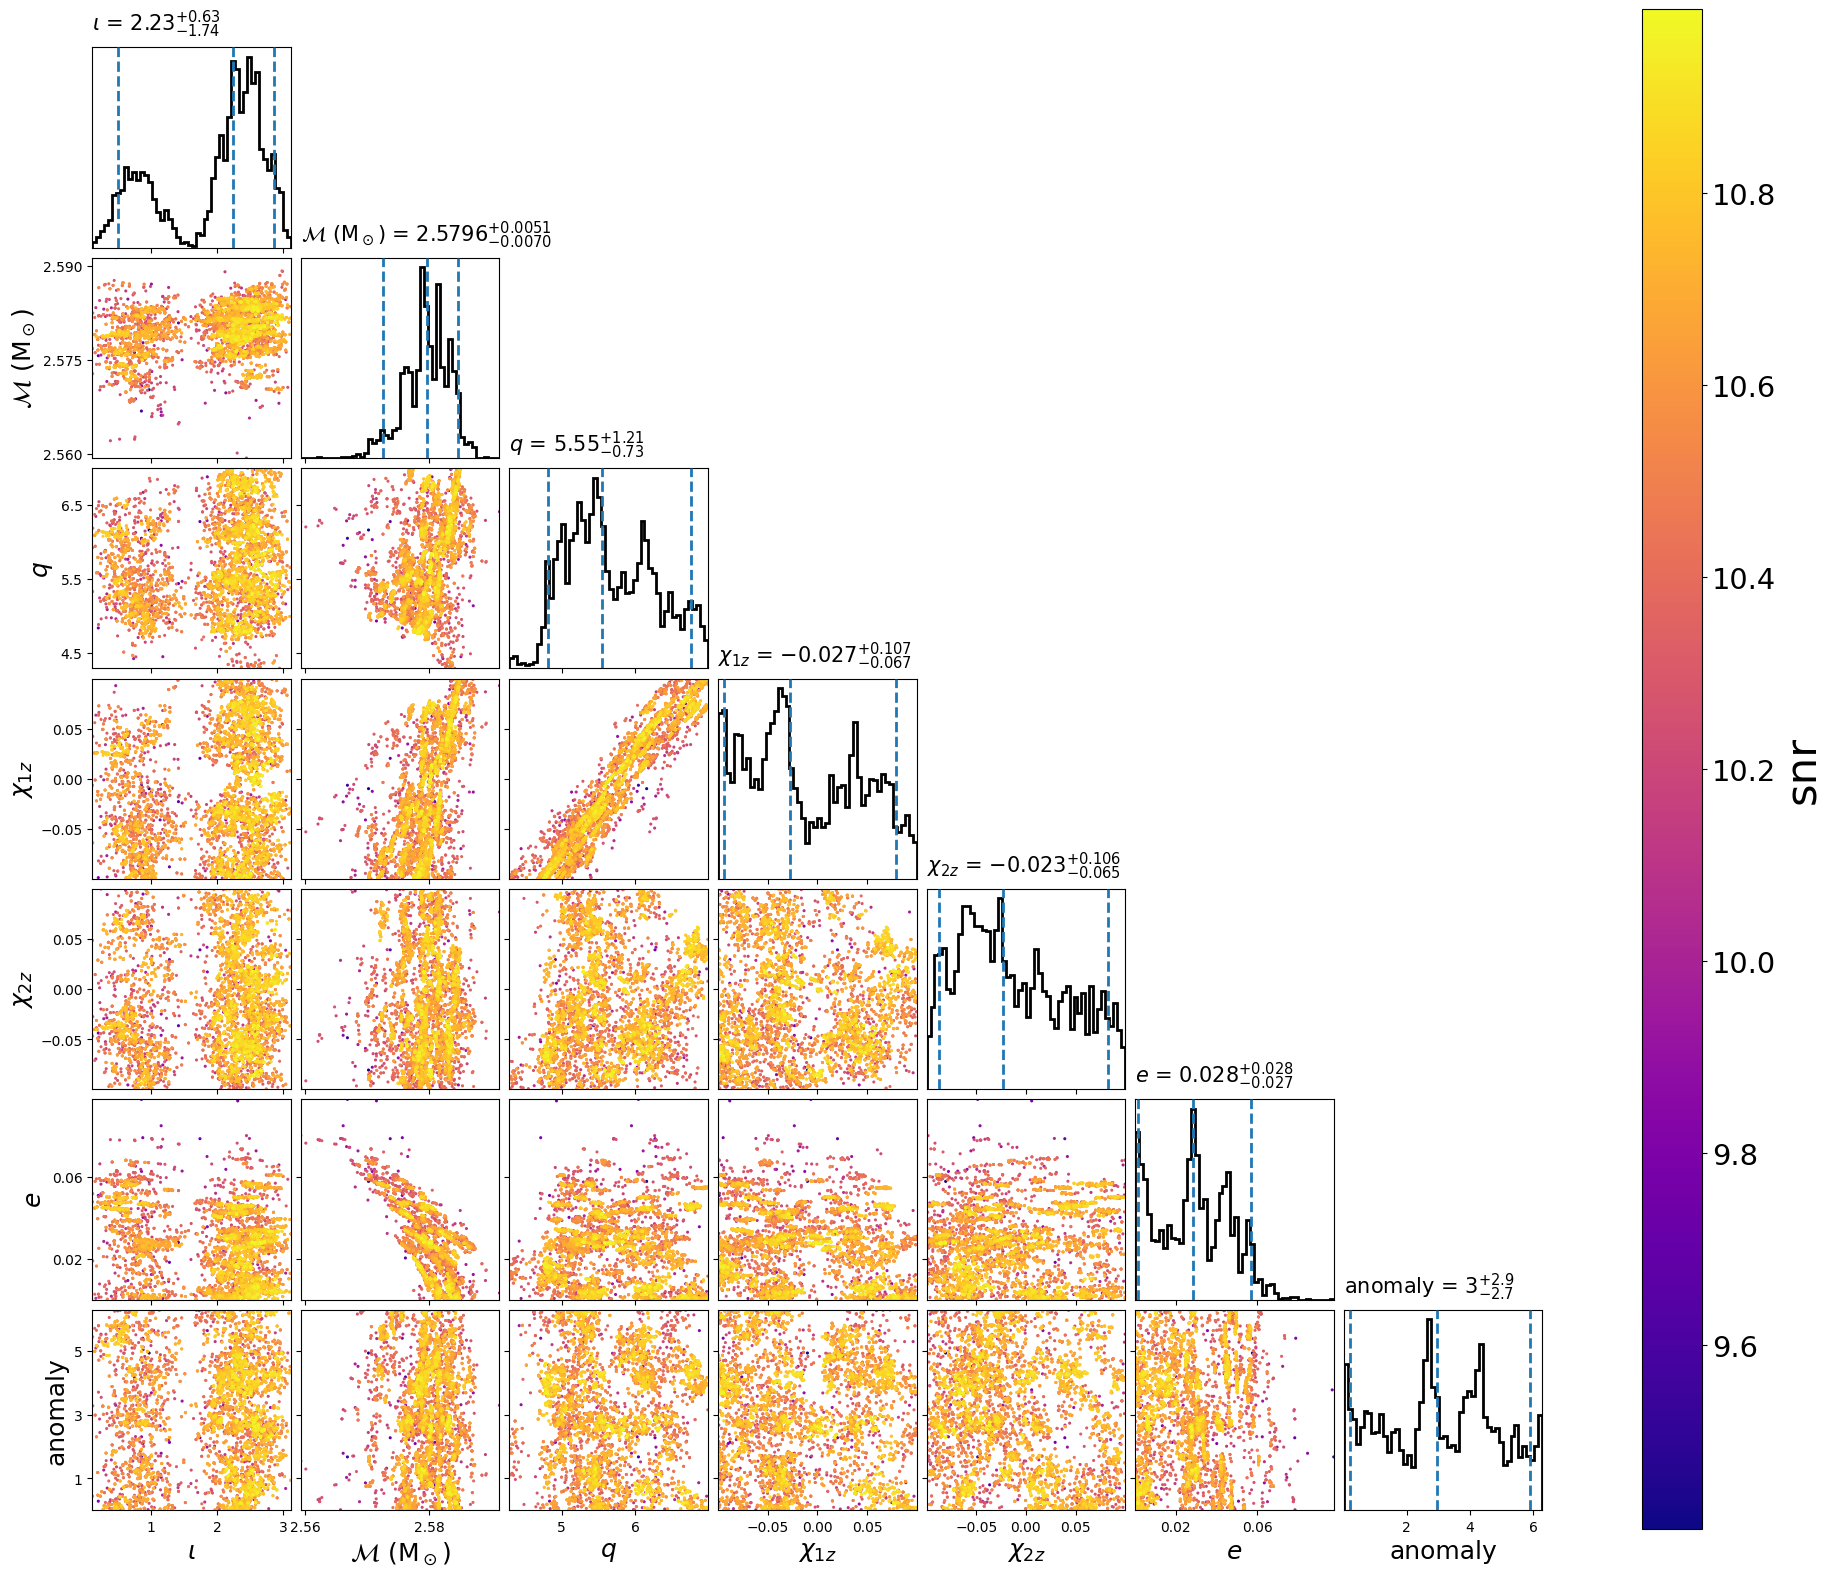 ι = 2.23+0.63−1.74
ℳ (M⊙) = 2.5796+0.0051−0.0070
q = 5.55+1.21−0.73
χ1z = −0.027+0.107−0.067
χ2z = −0.023+0.106−0.065
e = 0.028+0.028−0.027
anomaly = 3+2.9−2.7
ℳ (M⊙)
2.590
2.575
2.560
q
6.5
5.5
4.5
χ1z
0.05
0.00
−0.05
χ2z
0.05
0.00
−0.05
e
0.06
0.02
anomaly
5
3
1
1 2 3
2.56 2.58
5 6
−0.05 0.00 0.05
−0.05 0.00 0.05
0.02 0.06
2 4 6
ι
ℳ (M⊙)
q
χ1z
χ2z
e
anomaly
10.8
10.6
10.4
10.2
10.0
9.8
9.6
snr